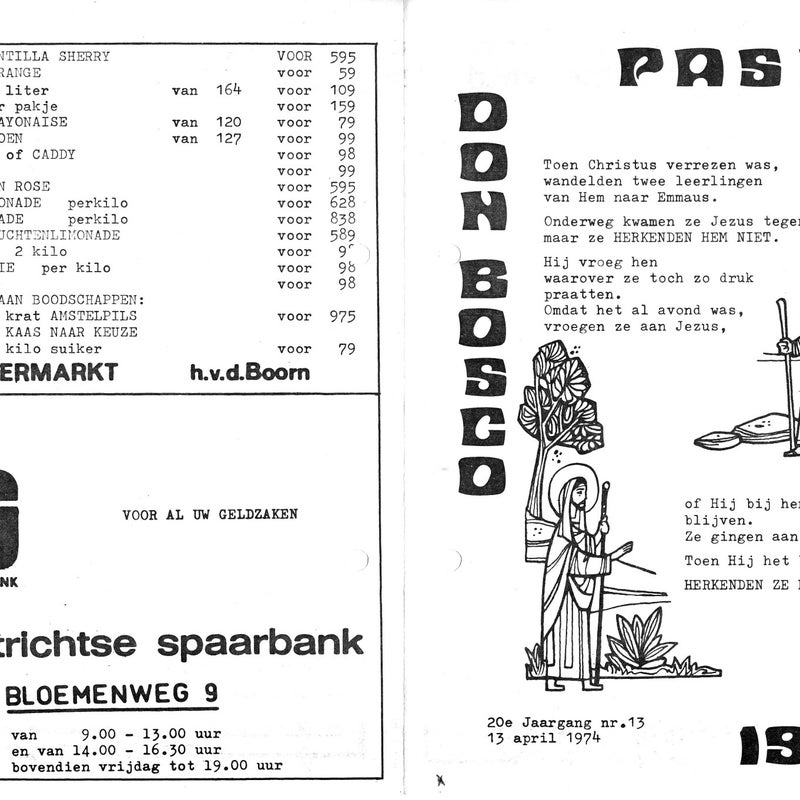 NTILLA SHERRY VOOR 595
RANGE voor 59
liter van 164 voor 109
r pakje voor 159
AYONAISE van 120 voor 79
OEN van 127 voor 99
of CADDY voor 98
voor 99
N ROSE voor 595
ONADE perkilo voor 628
ADE perkilo voor 838
UCHTENLIMONADE voor 589
2 kilo voor
IE per kilo voor 98
voor 98
AAN BOODSCHAPPEN:
krat AMSTELPILS voor 975
KAAS NAAR KEUZE
kilo suiker voor 79
ERMARKT h.v.d.Boorn
VOOR AL UW GELDZAKEN
NK
trichtse spaarbank
BLOEMENWEG 9
van 9.00 - 13.00 uur
en van 14.00 - 16.30 uur
bovendien vrijdag tot 19.00 uur
PAS
DON BOSCO
Toen Christus verrezen was,
wandelden twee leerlingen
van Hem naar Emmaus.
Onderweg kwamen ze Jezus tegen
maar ze HERKENDEN HEM NIET.
Hij vroeg hen
waarover ze toch zo druk
praatten.
Omdat het al avond was,
vroegen ze aan Jezus,
of Hij bij hen
blijven.
Ze gingen aan
Toen Hij het
HERKENDEN ZE
20e Jaargang nr.13
13 april 1974
19